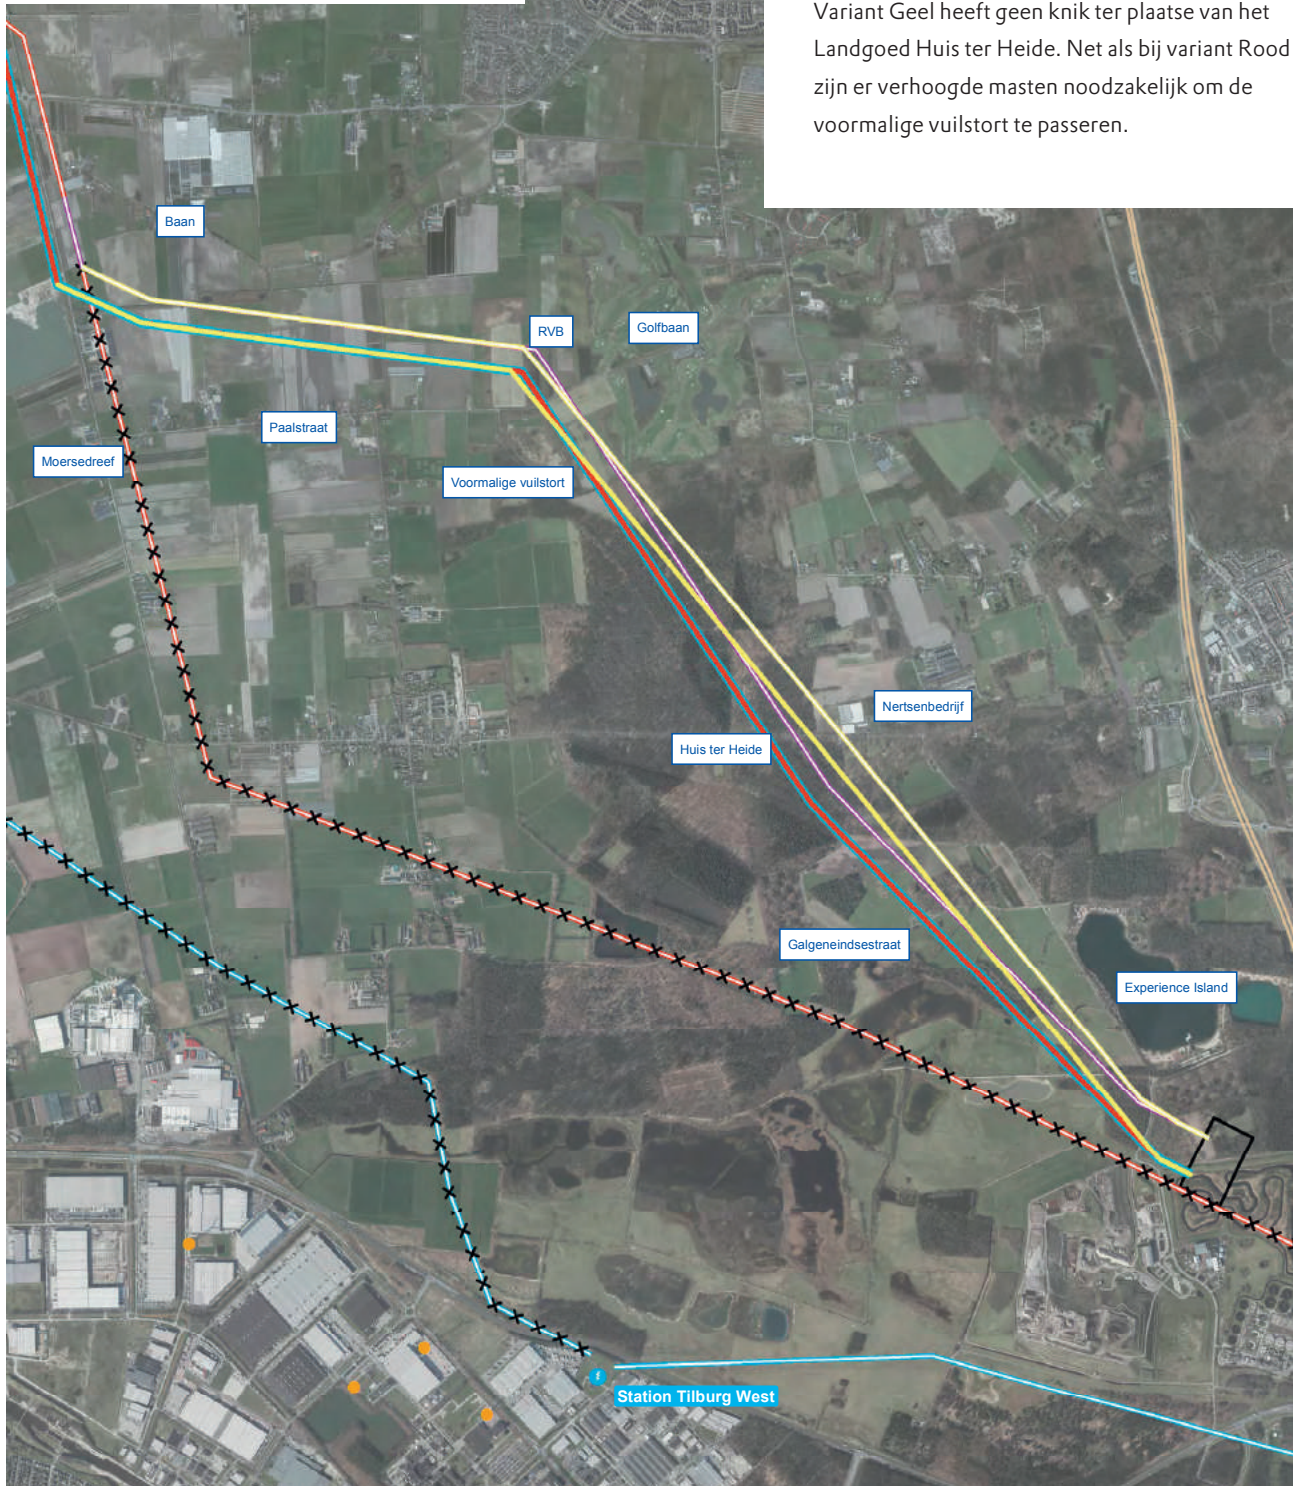 Variant Geel heeft geen knik ter plaatse van het
Landgoed Huis ter Heide. Net als bij variant Rood
zijn er verhoogde masten noodzakelijk om de
voormalige vuilstort te passeren.
Baan
RVB
Golfbaan
Paalstraat
Moersedreef
Voormalige vuilstort
Nertsenbedrijf
Huis ter Heide
Galgeneindsestraat
Experience Island
f
Station Tilburg West